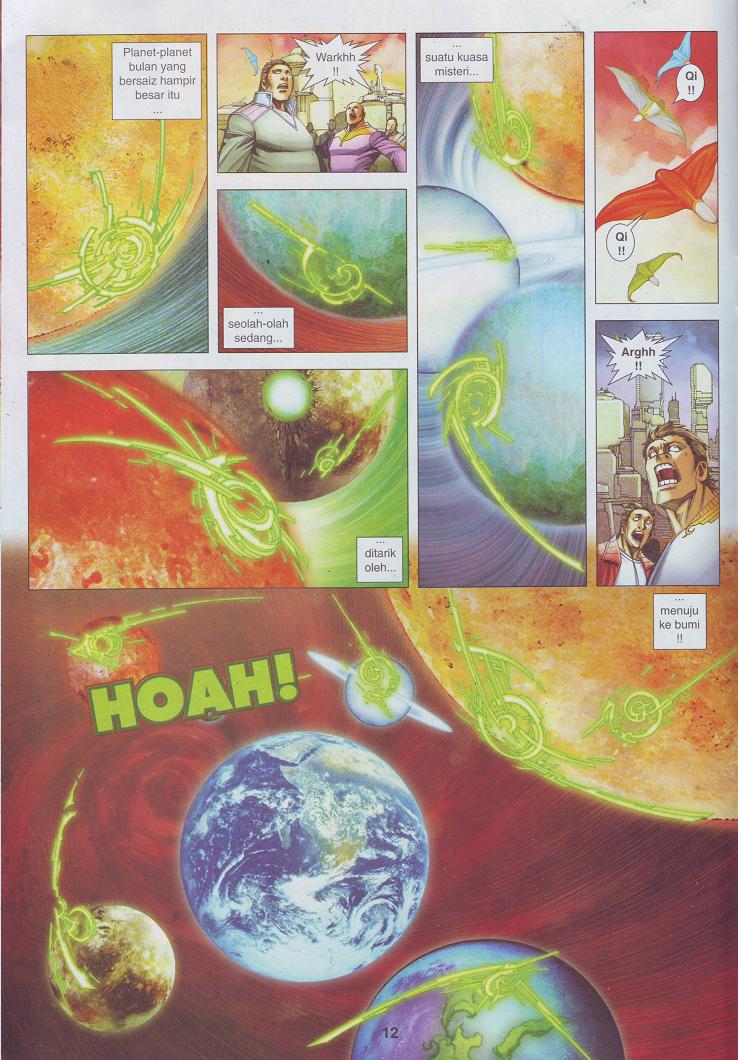 Planet-planet
bulan yang
bersaiz hampir
besar itu
...
Warkhh
!!
...
seolah-olah
sedang...
...
ditarik
oleh...
...
suatu kuasa
misteri...
Qi
!!
Qi
!!
Arghh
!!
...
menuju
ke bumi
!!
HOAH!
12